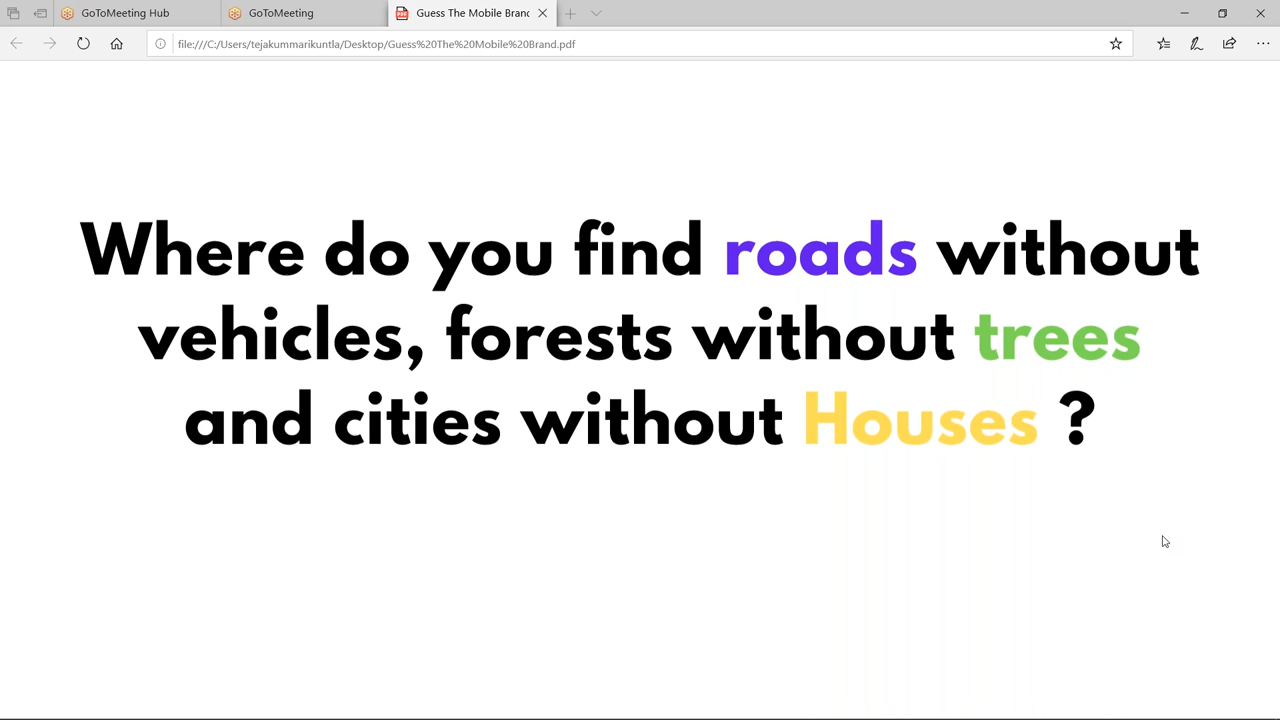 GoToMeeting Hub
GoToMeeting
Guess The Mobile Branc
file:///C:/Users/tejakummarikuntla/Desktop/Guess%20The%20Mobile%20Brand.pdf
Where do you find roads without
vehicles, forests without trees
and cities without Houses ?